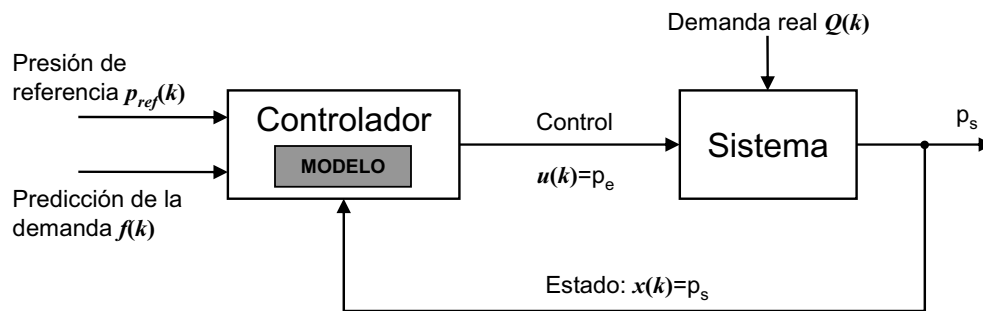 Demanda real Q(k)
Presión de
referencia p_ref(k)
Controlador
MODELO
Control
u(k)=p_e
Sistema
p_s
Predicción de la
demanda f(k)
Estado: x(k)=p_s